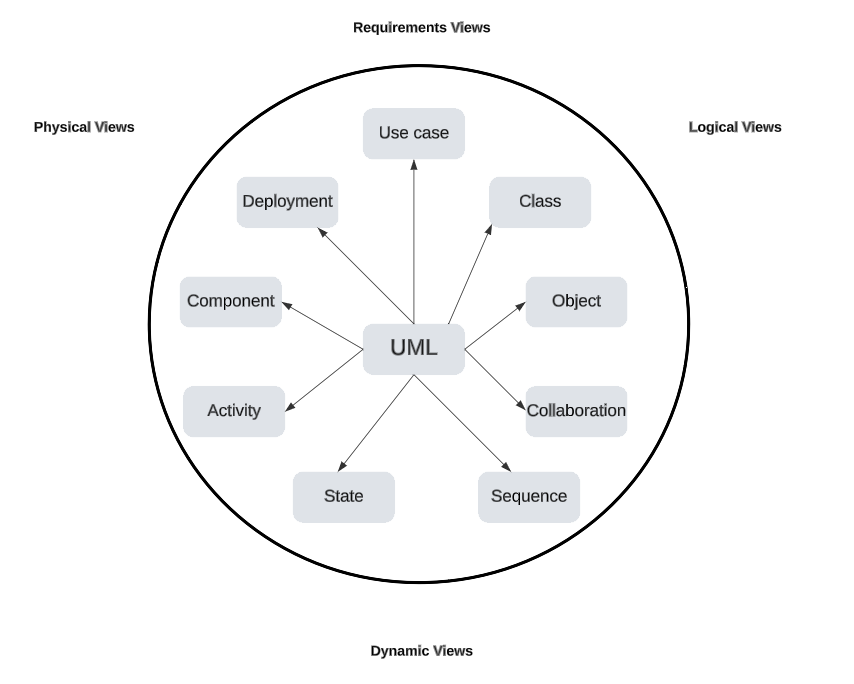 Requirements Views
Physical Views
Logical Views
Use case
Deployment
Class
Component
Object
UML
Activity
Collaboration
State
Sequence
Dynamic Views